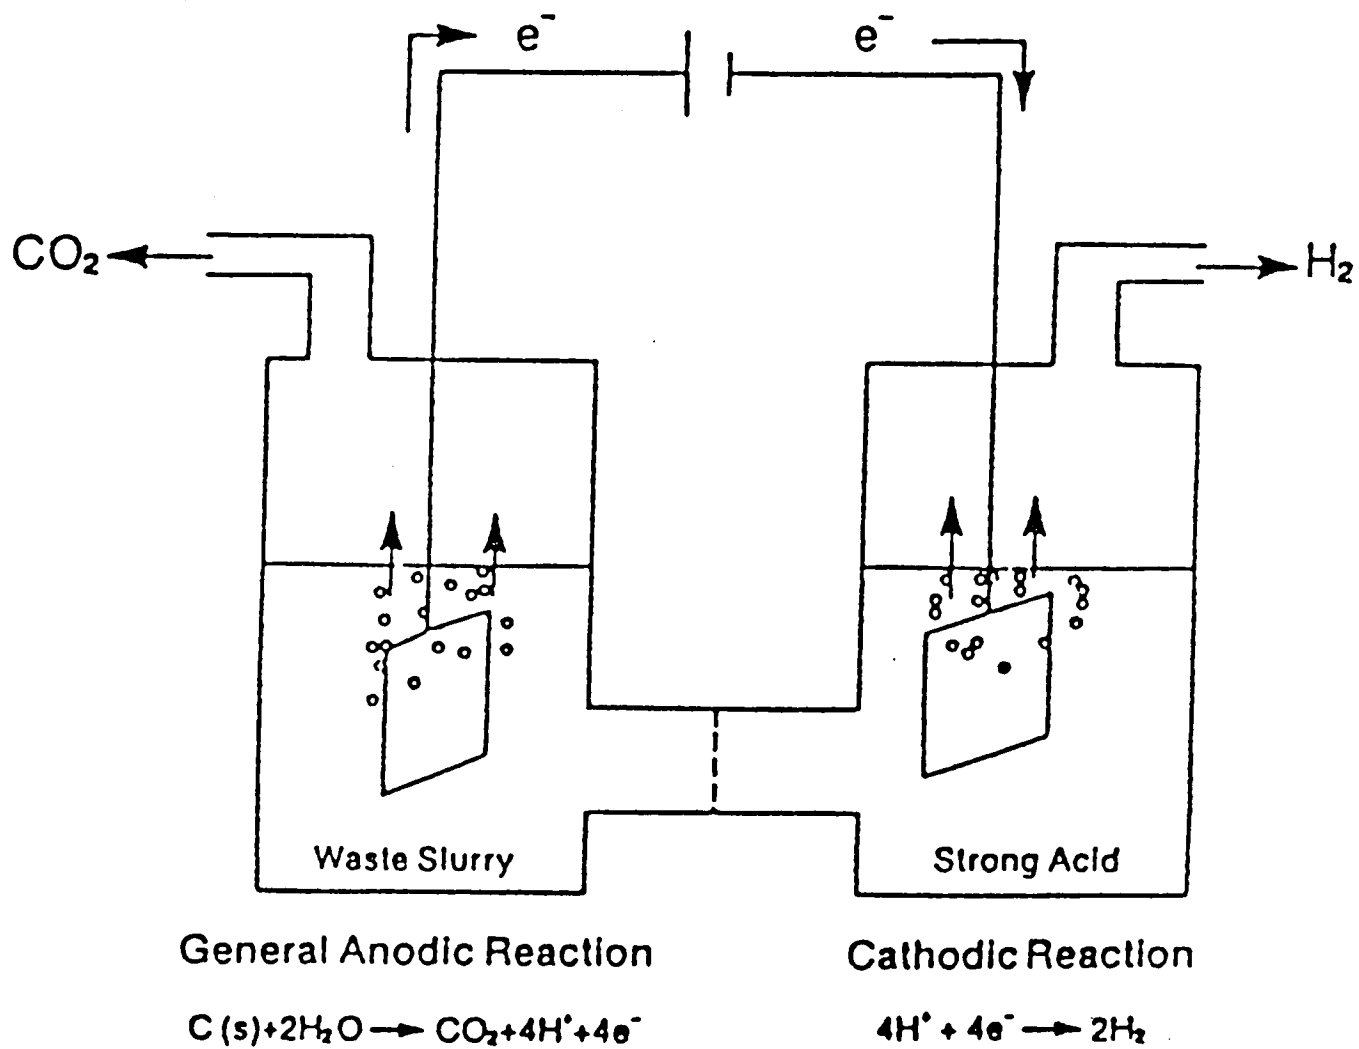 e⁻ e⁻
CO₂ H₂
Waste Slurry Strong Acid
General Anodic Reaction Cathodic Reaction
C(s)+2H₂O → CO₂+4H⁺+4e⁻ 4H⁺ + 4e⁻ → 2H₂